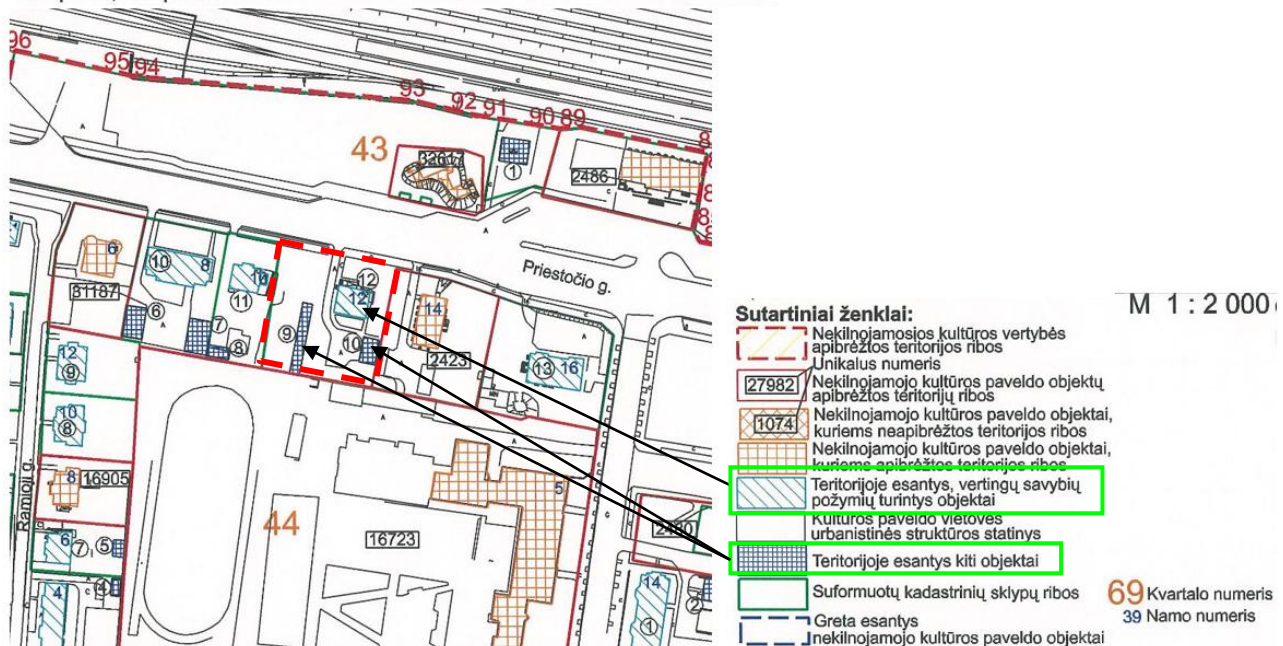 96
95 94
93
92
91
90 89
43
32617
1
2486
Priestočio g.
6
31187
10
8
6
7
8
11
10
9
12
12
10
14
2423
13
16
12
9
10
8
8
16905
Ramioji g.
6
7
5
4
4
44
16723
5
2480
14
1
2
M 1 : 2 000
Sutartiniai ženklai:
Nekilnojamosios kultūros vertybės
apibrėžtos teritorijos ribos
Unikalus numeris
27982
Nekilnojamojo kultūros paveldo objektų
apibrėžtos teritorijų ribos
1074
Nekilnojamojo kultūros paveldo objektai,
kuriems neapibrėžtos teritorijos ribos
Nekilnojamojo kultūros paveldo objektai,
kuriems apibrėžtos teritorijos ribos
Teritorijoje esantys, vertingų savybių
požymių turintys objektai
Kultūros paveldo vietovės
urbanistinės struktūros statinys
Teritorijoje esantys kiti objektai
Suformuotų kadastrinių sklypų ribos
Greta esantys
nekilnojamojo kultūros paveldo objektai
69 Kvartalo numeris
39 Namo numeris